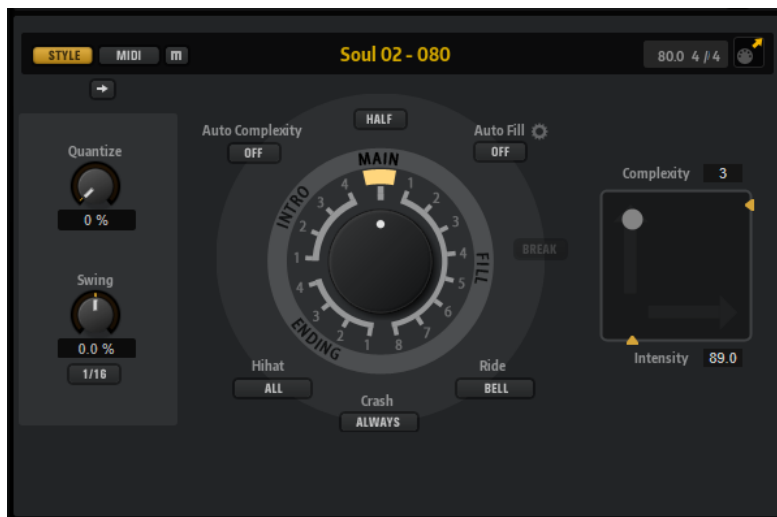 STYLE MIDI m Soul 02 - 080 80.0 4 / 4
HALF
Auto Complexity Auto Fill
OFF OFF
MAIN
INTRO
1 2 3 4
FILL
1 2 3 4 5 6 7 8
ENDING
1 2 3 4
BREAK
Quantize
0 %
Swing
0.0 %
1/16
Hihat
ALL
Crash
ALWAYS
Ride
BELL
Complexity 3
Intensity 89.0